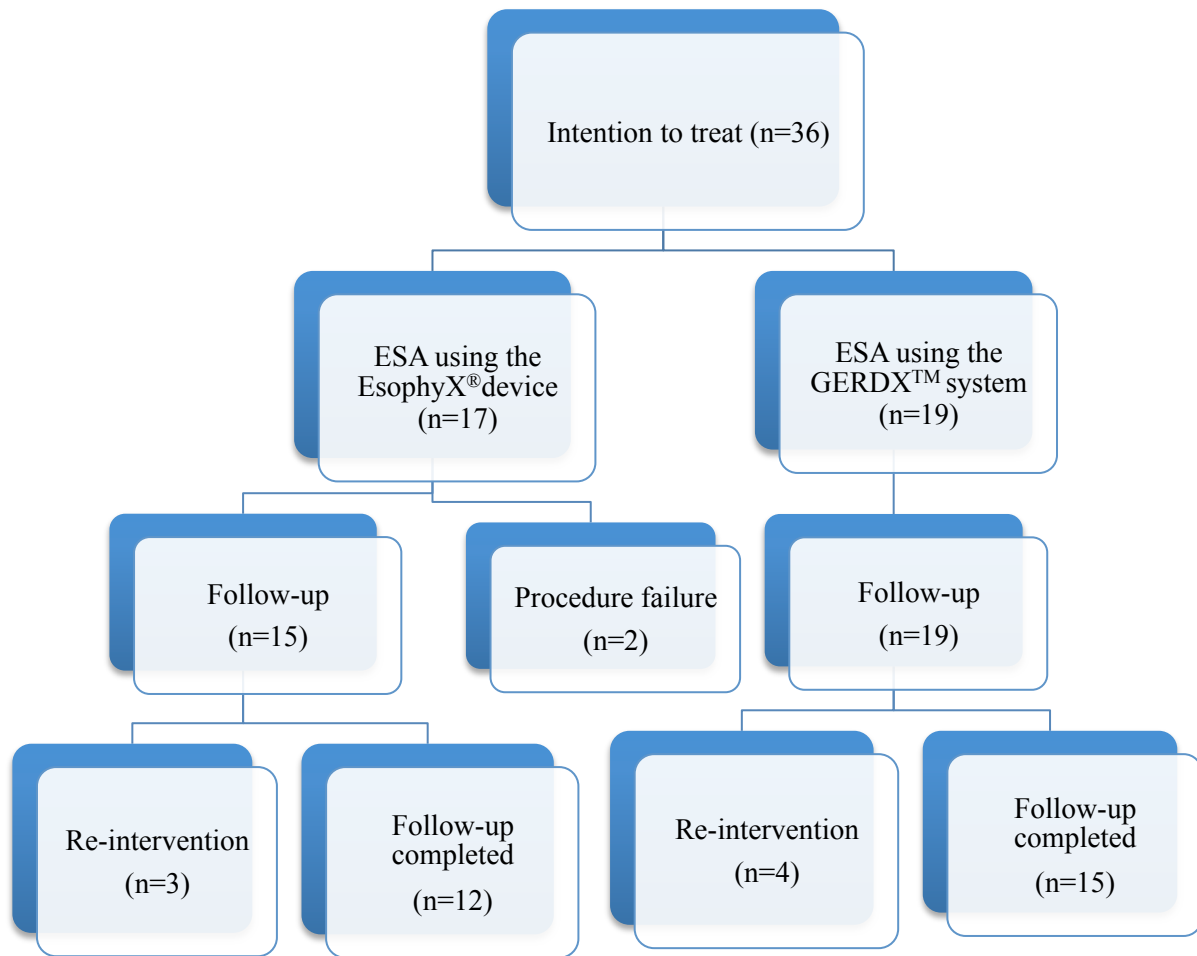 Intention to treat (n=36)
ESA using the
EsophyX®device
(n=17)
ESA using the
GERDX™ system
(n=19)
Follow-up
(n=15)
Procedure failure
(n=2)
Follow-up
(n=19)
Re-intervention
(n=3)
Follow-up
completed
(n=12)
Re-intervention
(n=4)
Follow-up
completed
(n=15)